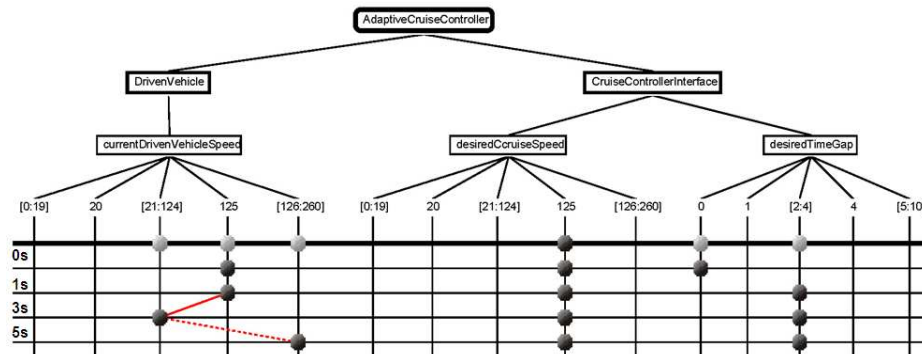 AdaptiveCruiseController
DrivenVehicle
CruiseControllerInterface
currentDrivenVehicleSpeed
desiredCcruiseSpeed
desiredTimeGap
[0:19] 20 [21:124] 125 [126:260] [0:19] 20 [21:124] 125 [126:260] 0 1 [2:4] 4 [5:10
0s
1s
3s
5s